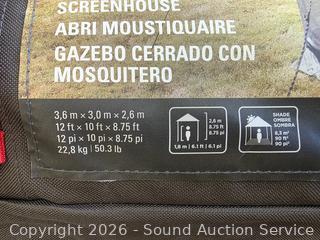 SCREENHOUSE
ABRI MOUSTIQUAIRE
GAZEBO CERRADO CON
MOSQUITERO
3,6 m × 3,0 m × 2,6 m
12 ft × 10 ft × 8.75 ft
12 pi × 10 pi × 8.75 pi
22,8 kg | 50.3 lb
2,6 m
8.75 ft
8.75 pi
1,8 m | 6.1 ft | 6.1 pi
SHADE
OMBRE
SOMBRA
8,3 m²
90 ft²
90 pi²
Copyright 2026 - Sound Auction Service